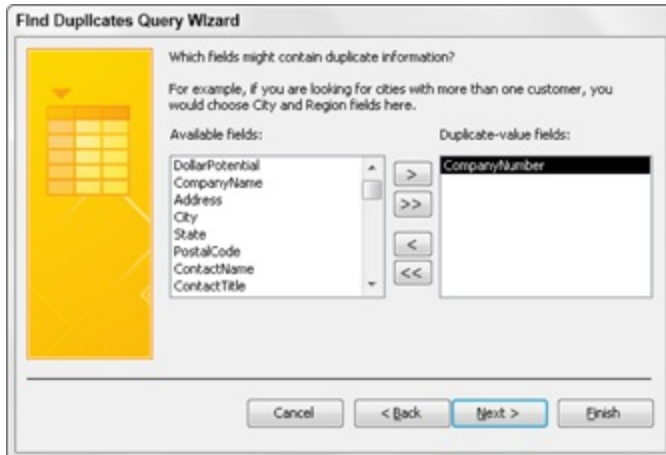 Find Duplicates Query Wizard
Which fields might contain duplicate information?
For example, if you are looking for cities with more than one customer, you
would choose City and Region fields here.
Available fields:
Duplicate-value fields:
DollarPotential
CompanyName
Address
City
State
PostalCode
ContactName
ContactTitle
>
>>
<
<<
CompanyNumber
Cancel
< Back
Next >
Finish